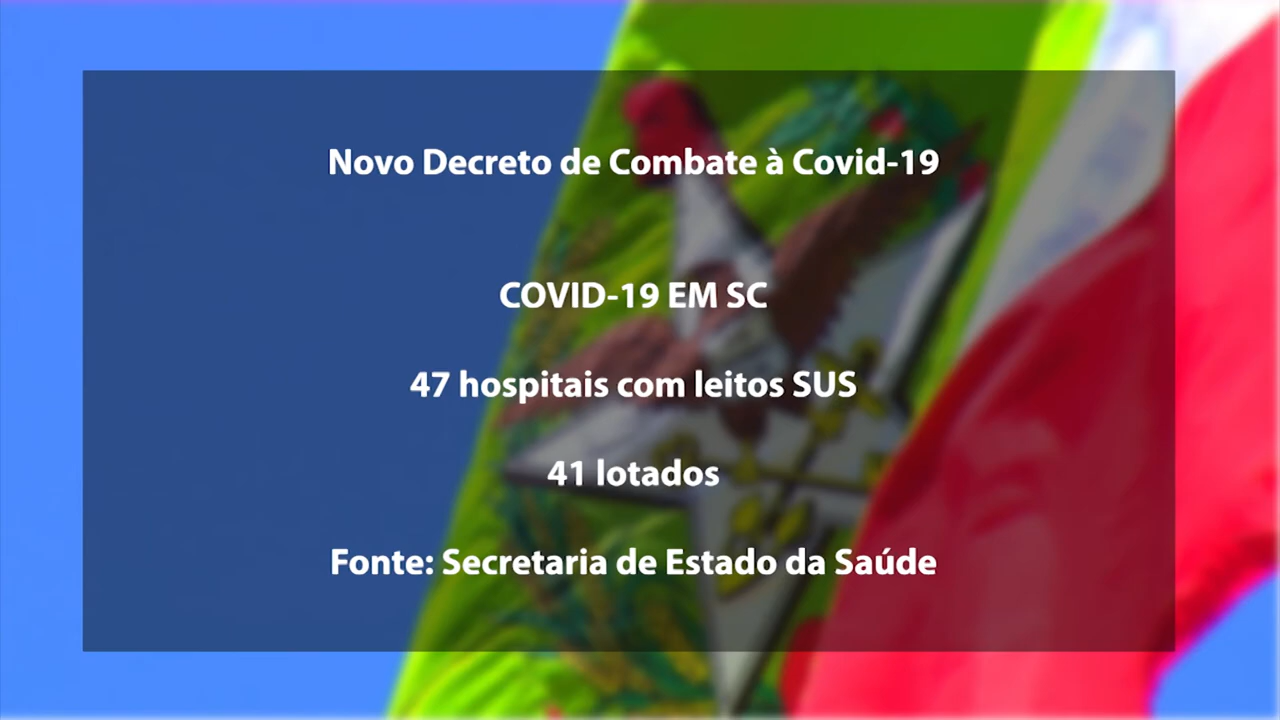 Novo Decreto de Combate à Covid-19
COVID-19 EM SC
47 hospitais com leitos SUS
41 lotados
Fonte: Secretaria de Estado da Saúde